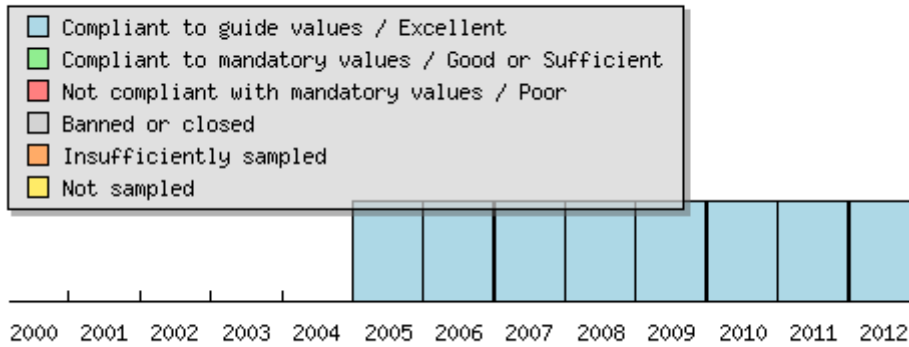 Compliant to guide values / Excellent
Compliant to mandatory values / Good or Sufficient
Not compliant with mandatory values / Poor
Banned or closed
Insufficiently sampled
Not sampled
2000 2001 2002 2003 2004 2005 2006 2007 2008 2009 2010 2011 2012